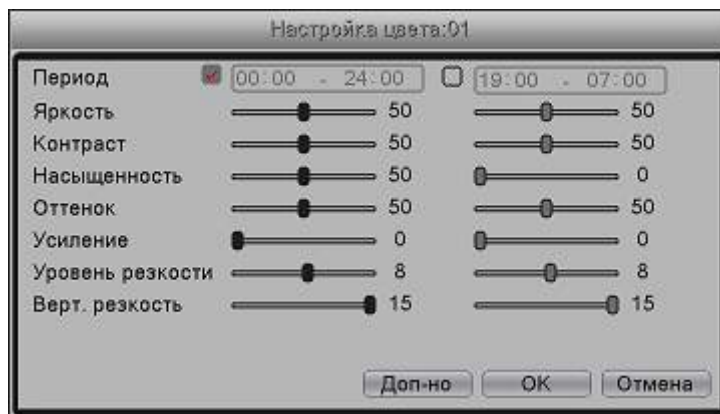 Настройка цвета:01
Период 00:00 - 24:00 19:00 - 07:00
Яркость 50 50
Контраст 50 50
Насыщенность 50 0
Оттенок 50 50
Усиление 0 0
Уровень резкости 8 8
Верт. резкость 15 15
Доп-но OK Отмена